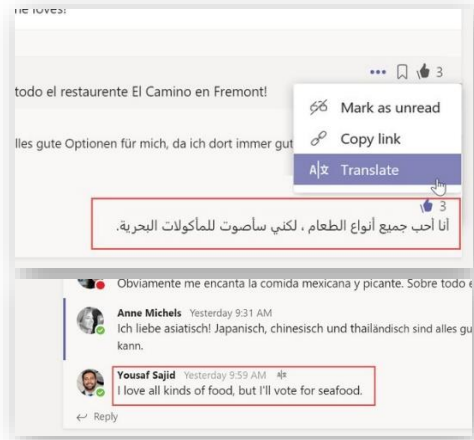 ne loves!
3
todo el restaurente El Camino en Fremont!
Mark as unread
lles gute Optionen für mich, da ich dort immer gut
Copy link
Translate
3
أنا أحب جميع أنواع الطعام ، لكني سأصوت للمأكولات البحرية.
Obviamente me encanta la comida mexicana y picante. Sobre todo e
Anne Michels Yesterday 9:31 AM
Ich liebe asiatisch! Japanisch, chinesisch und thailändisch sind alles gu
kann.
Yousaf Sajid Yesterday 9:59 AM
I love all kinds of food, but I'll vote for seafood.
Reply